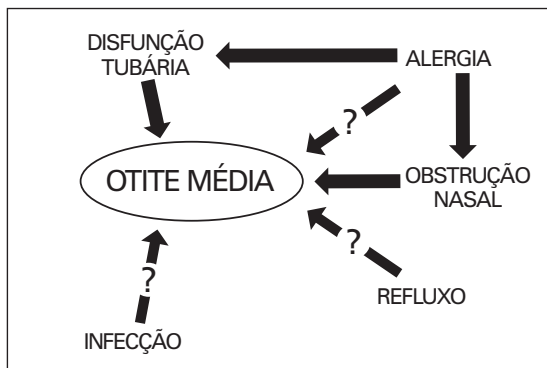 DISFUNÇÃO
TUBÁRIA
ALERGIA
?
OTITE MÉDIA
OBSTRUÇÃO
NASAL
?
?
REFLUXO
INFECÇÃO